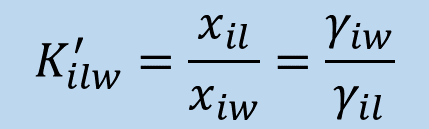 K′ilw = xil / xiw = γiw / γil